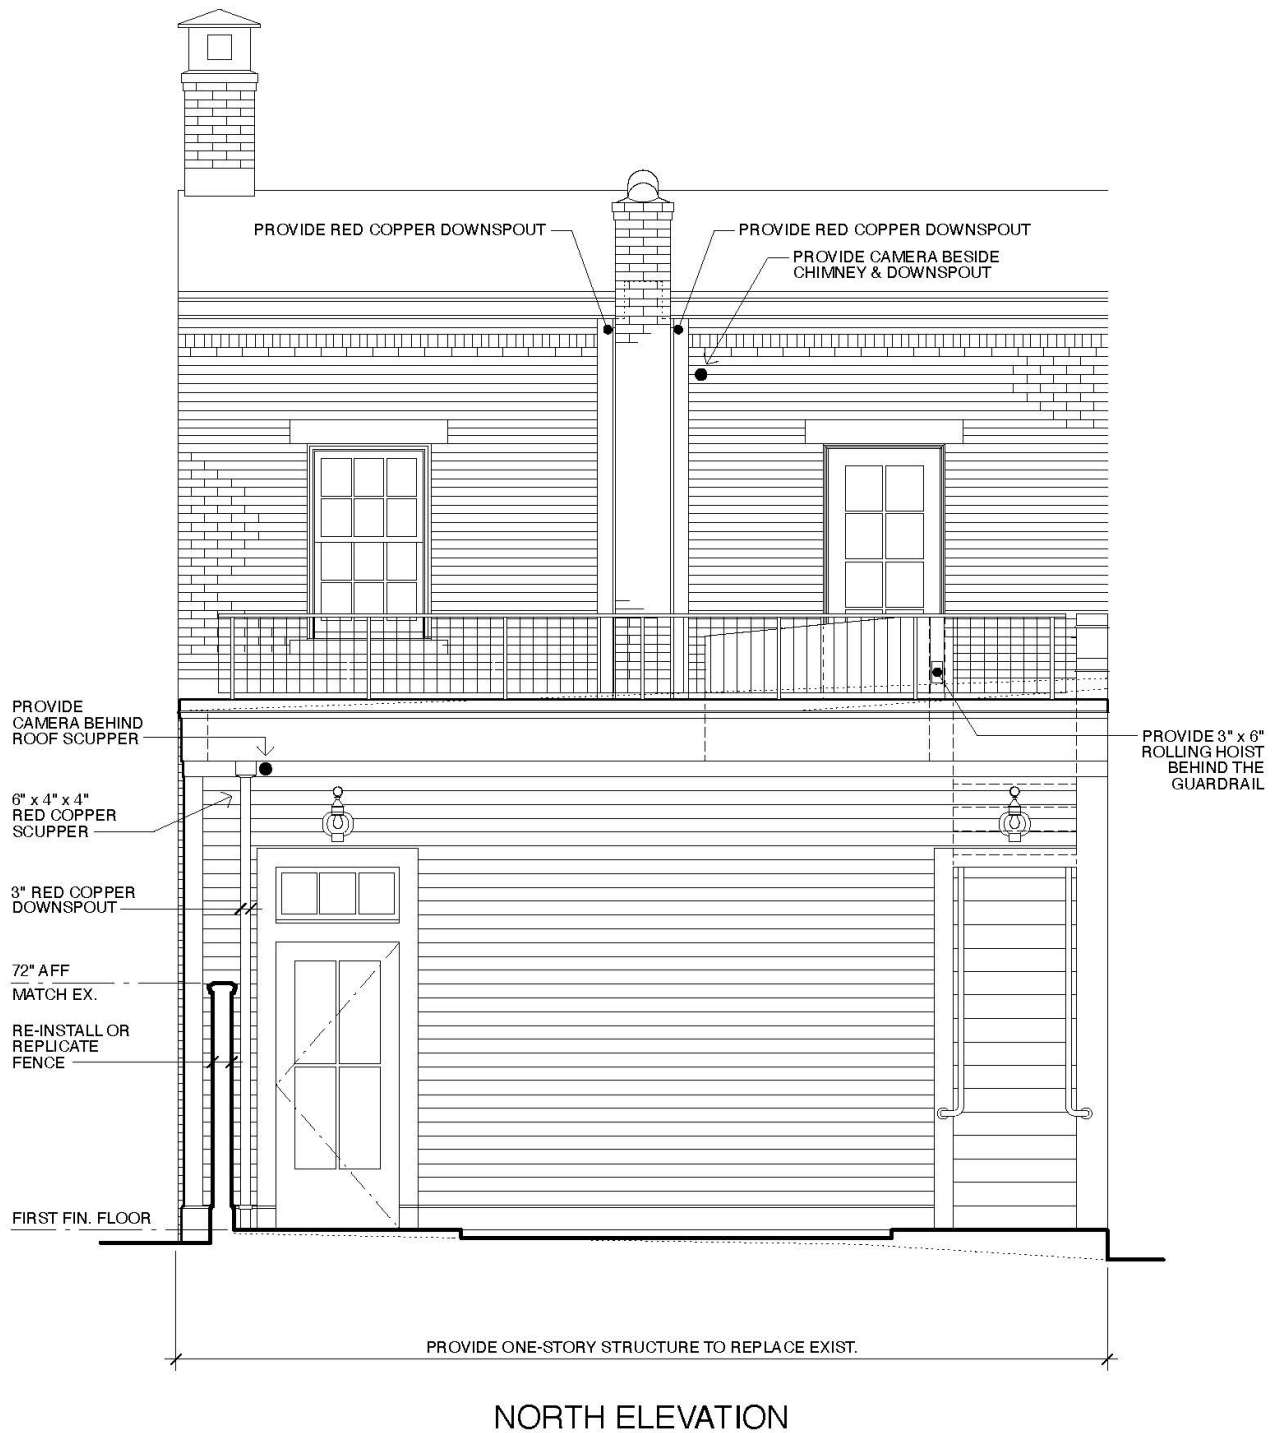 PROVIDE RED COPPER DOWNSPOUT
PROVIDE RED COPPER DOWNSPOUT
PROVIDE CAMERA BESIDE
CHIMNEY & DOWNSPOUT
PROVIDE
CAMERA BEHIND
ROOF SCUPPER
PROVIDE 3" x 6"
ROLLING HOIST
BEHIND THE
GUARDRAIL
6" x 4" x 4"
RED COPPER
SCUPPER
3" RED COPPER
DOWNSPOUT
72" AFF
MATCH EX.
RE-INSTALL OR
REPLICATE
FENCE
FIRST FIN. FLOOR
PROVIDE ONE-STORY STRUCTURE TO REPLACE EXIST.
NORTH ELEVATION